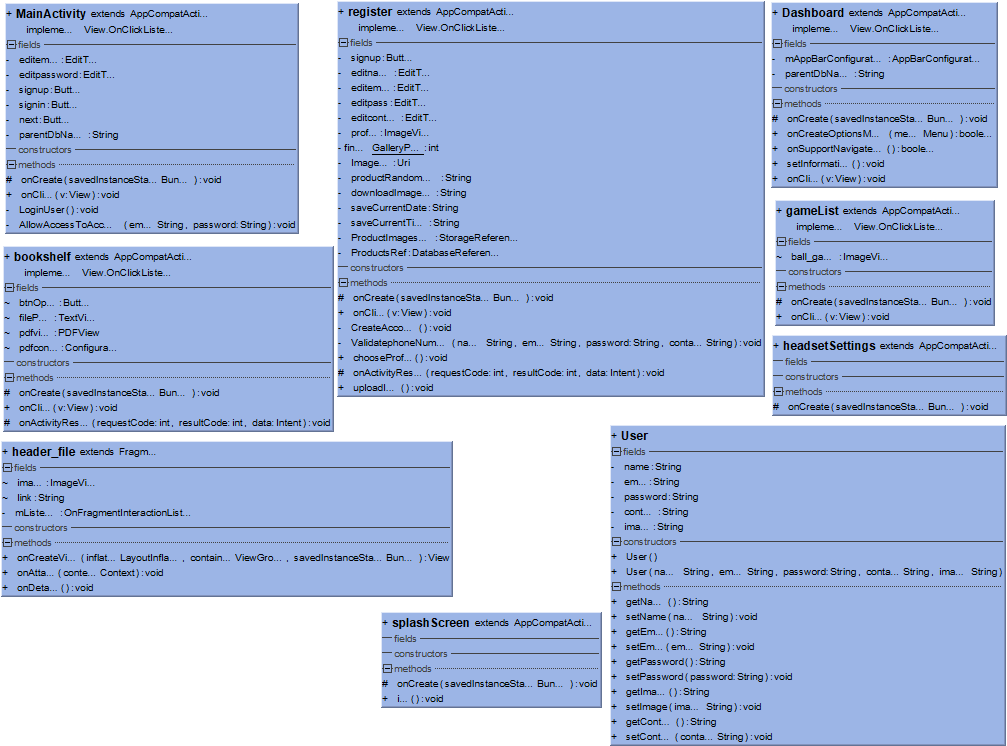 + MainActivity extends AppCompatActi...
impleme... View.OnClickListe...
fields
- editem... : EditT...
- editpassword : EditT...
- signup : Butt...
- signin : Butt...
- next : Butt...
- parentDbNa... : String
constructors
methods
# onCreate ( savedInstanceSta... Bun... ) : void
+ onCli... ( v : View ) : void
- LoginUser ( ) : void
- AllowAccessToAcc... ( em... String , password : String ) : void
+ bookshelf extends AppCompatActi...
impleme... View.OnClickListe...
fields
~ btnOp... : Butt...
~ fileP... : TextVi...
~ pdfvi... : PDFView
~ pdfcon... : Configura...
constructors
methods
# onCreate ( savedInstanceSta... Bun... ) : void
+ onCli... ( v : View ) : void
# onActivityRes... ( requestCode : int , resultCode : int , data : Intent ) : void
+ header_file extends Fragm...
fields
~ ima... : ImageVi...
~ link : String
- mListe... : OnFragmentInteractionList...
constructors
methods
+ onCreateVi... ( inflat... LayoutInfla... , contain... ViewGro... , savedInstanceSta... Bun... ) : View
+ onAtta... ( conte... Context ) : void
+ onDeta... ( ) : void
+ register extends AppCompatActi...
impleme... View.OnClickListe...
fields
- signup : Butt...
- editna... : EditT...
- editem... : EditT...
- editpass : EditT...
- editcont... : EditT...
- prof... : ImageVi...
- fin... GalleryP... : int
- Image... : Uri
- productRandom... : String
- downloadImage... : String
- saveCurrentDate : String
- saveCurrentTi... : String
- ProductImages... : StorageReferen...
- ProductsRef : DatabaseReferen...
constructors
methods
# onCreate ( savedInstanceSta... Bun... ) : void
+ onCli... ( v : View ) : void
- CreateAcco... ( ) : void
- ValidatephoneNum... ( na... String , em... String , password : String , conta... String ) : void
+ chooseProf... ( ) : void
# onActivityRes... ( requestCode : int , resultCode : int , data : Intent ) : void
+ uploadI... ( ) : void
+ Dashboard extends AppCompatActi...
impleme... View.OnClickListe...
fields
- mAppBarConfigurat... : AppBarConfigurat...
- parentDbNa... : String
constructors
methods
# onCreate ( savedInstanceSta... Bun... ) : void
+ onCreateOptionsM... ( me... Menu ) : boole...
+ onSupportNavigate... ( ) : boole...
+ setInformati... ( ) : void
+ onCli... ( v : View ) : void
+ gameList extends AppCompatActi...
impleme... View.OnClickListe...
fields
~ ball_ga... : ImageVi...
constructors
methods
# onCreate ( savedInstanceSta... Bun... ) : void
+ onCli... ( v : View ) : void
+ headsetSettings extends AppCompatActi...
fields
constructors
methods
# onCreate ( savedInstanceSta... Bun... ) : void
+ splashScreen extends AppCompatActi...
fields
constructors
methods
# onCreate ( savedInstanceSta... Bun... ) : void
+ i... ( ) : void
+ User
fields
- name : String
- em... : String
- password : String
- cont... : String
- ima... : String
constructors
+ User ( )
+ User ( na... String , em... String , password : String , conta... String , ima... String )
methods
+ getNa... ( ) : String
+ setName ( na... String ) : void
+ getEm... ( ) : String
+ setEm... ( em... String ) : void
+ getPassword ( ) : String
+ setPassword ( password : String ) : void
+ getIma... ( ) : String
+ setImage ( ima... String ) : void
+ getCont... ( ) : String
+ setCont... ( conta... String ) : void